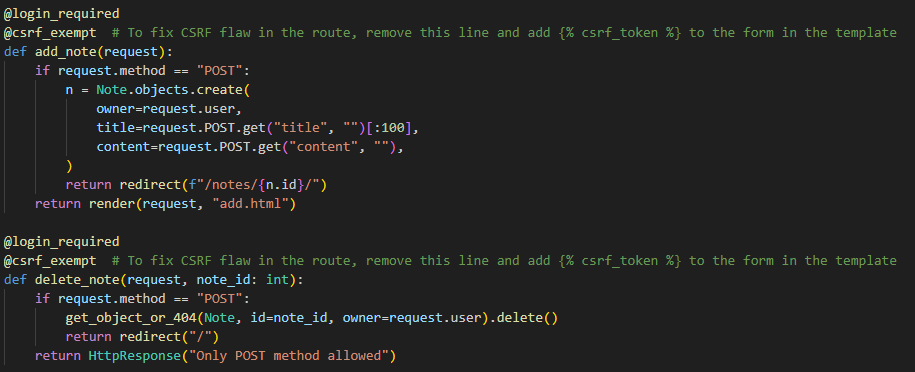 @login_required
@csrf_exempt  # To fix CSRF flaw in the route, remove this line and add {% csrf_token %} to the form in the template
def add_note(request):
    if request.method == "POST":
        n = Note.objects.create(
            owner=request.user,
            title=request.POST.get("title", "")[:100],
            content=request.POST.get("content", ""),
        )
        return redirect(f"/notes/{n.id}/")
    return render(request, "add.html")

@login_required
@csrf_exempt  # To fix CSRF flaw in the route, remove this line and add {% csrf_token %} to the form in the template
def delete_note(request, note_id: int):
    if request.method == "POST":
        get_object_or_404(Note, id=note_id, owner=request.user).delete()
        return redirect("/")
    return HttpResponse("Only POST method allowed")